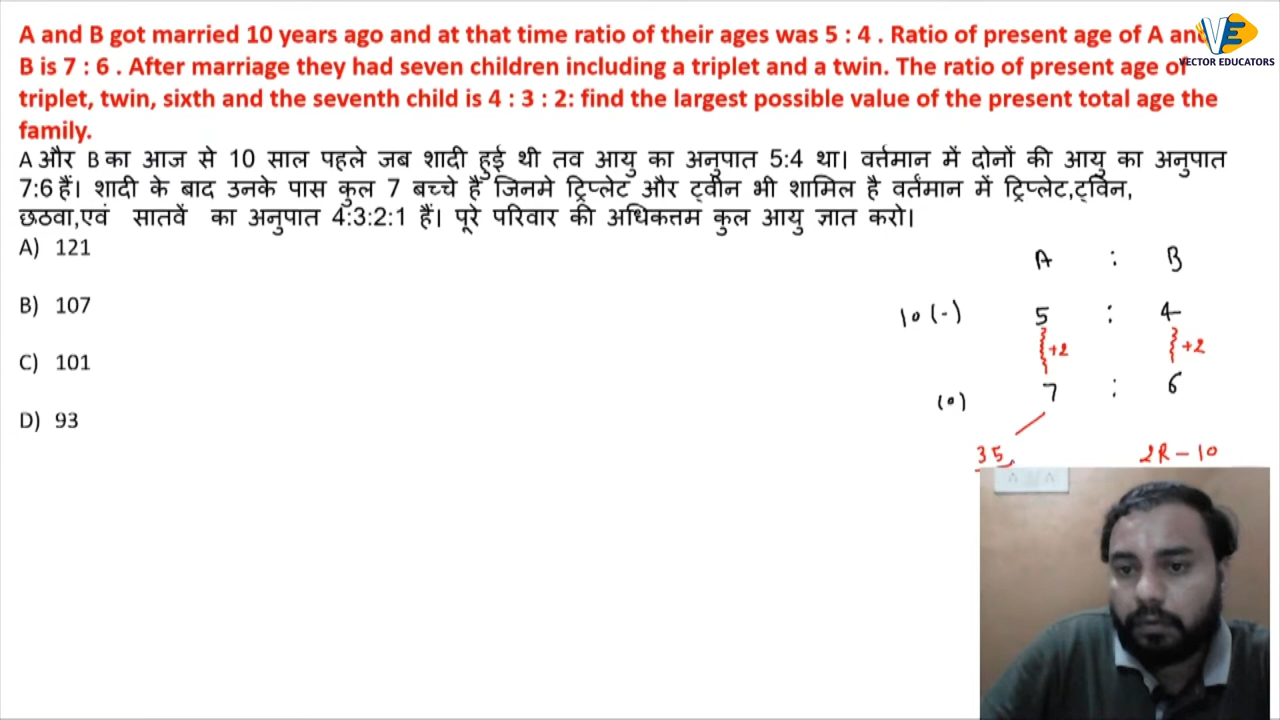 A and B got married 10 years ago and at that time ratio of their ages was 5 : 4 . Ratio of present age of A and
B is 7 : 6 . After marriage they had seven children including a triplet and a twin. The ratio of present age of
triplet, twin, sixth and the seventh child is 4 : 3 : 2: find the largest possible value of the present total age the
family.
A और B का आज से 10 साल पहले जब शादी हुई थी तव आयु का अनुपात 5:4 था। वर्त्तमान में दोनों की आयु का अनुपात
7:6 हैं। शादी के बाद उनके पास कुल 7 बच्चे हैं जिनमे ट्रिप्लेट और ट्वीन भी शामिल है वर्तमान में ट्रिप्लेट,ट्विन,
छठवा,एवं सातवें का अनुपात 4:3:2:1 हैं। पूरे परिवार की अधिकत्तम कुल आयु ज्ञात करो।
A) 121
B) 107
C) 101
D) 93
VECTOR EDUCATORS
A : B
10 (-) 5 : 4
+2 +2
(0) 7 : 6
35 2R - 10